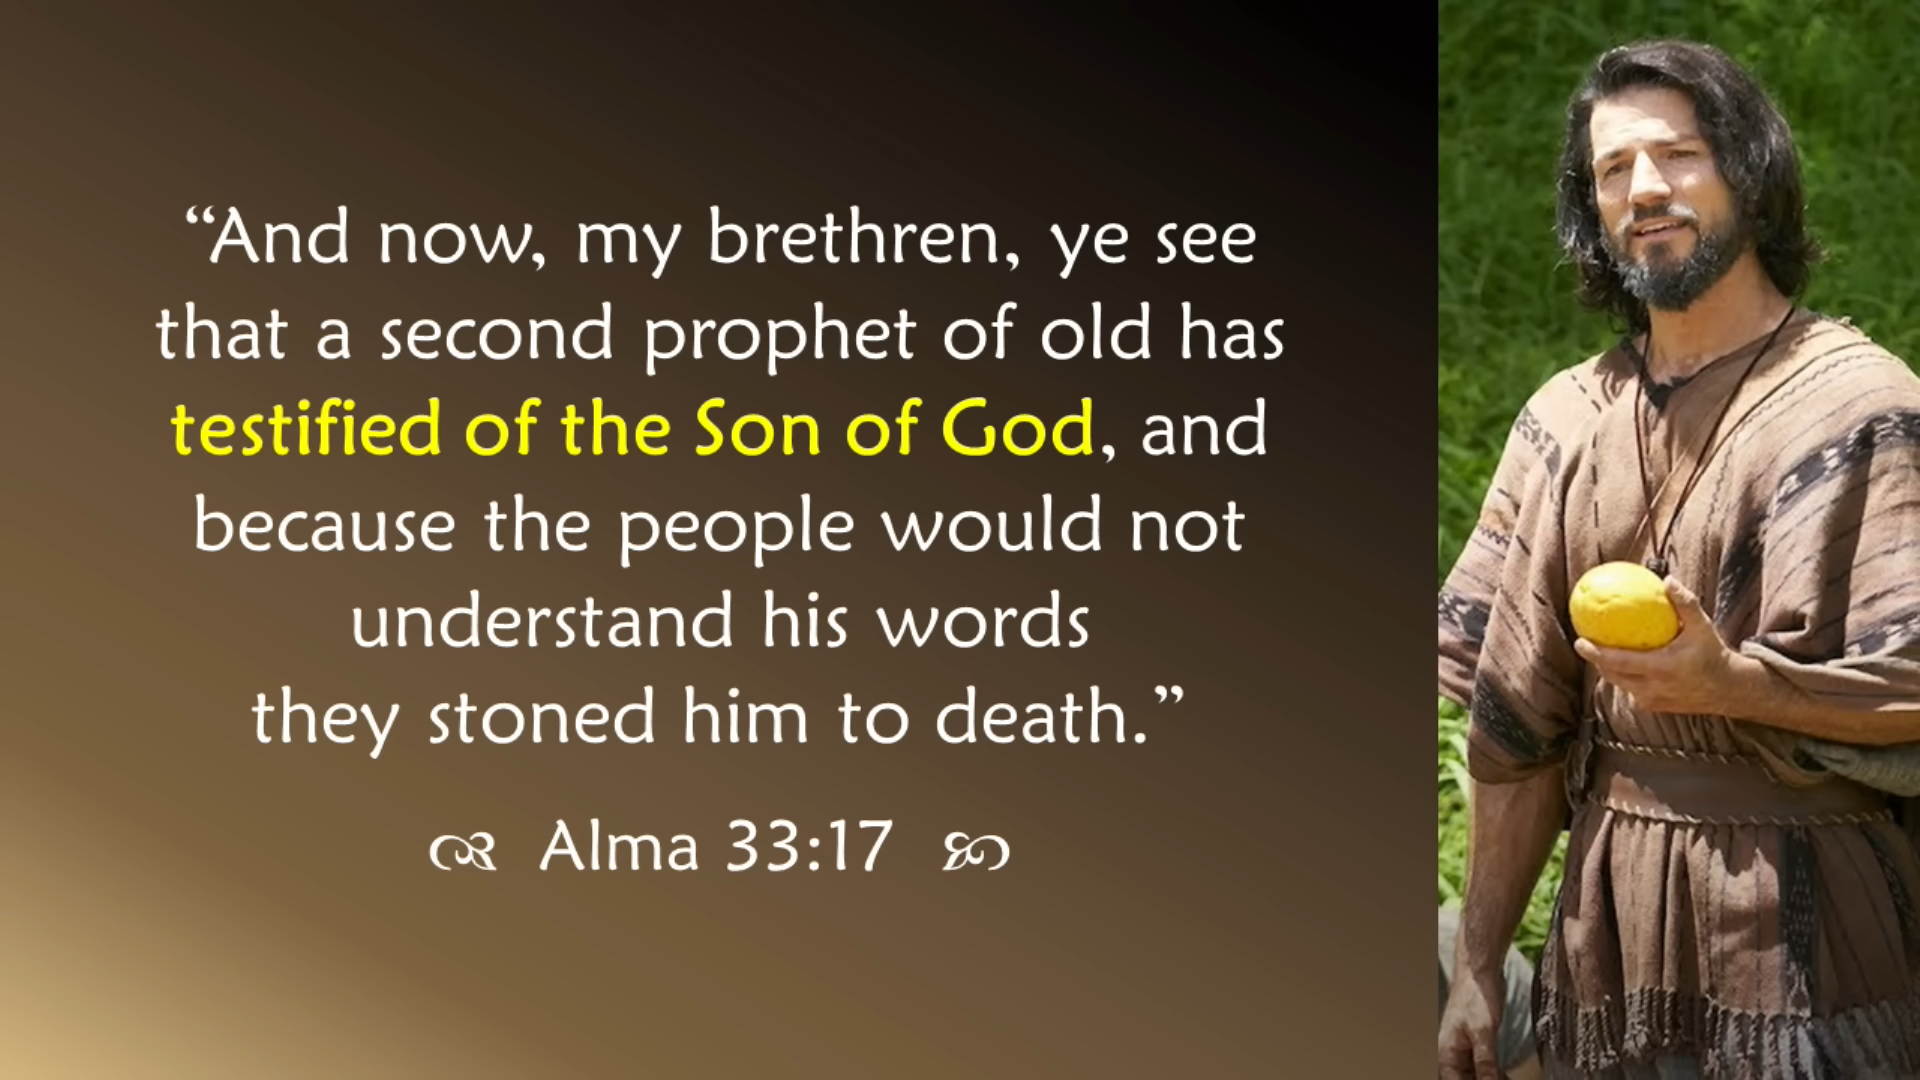 “And now, my brethren, ye see
that a second prophet of old has
testified of the Son of God, and
because the people would not
understand his words
they stoned him to death.”
Alma 33:17